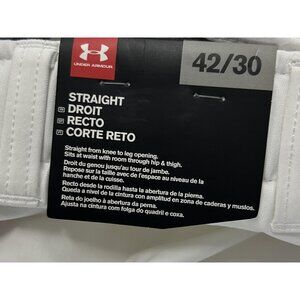 UNDER ARMOUR
42/30
STRAIGHT
FR DROIT
ES RECTO
PT CORTE RETO
Straight from knee to leg opening.
Sits at waist with room through hip & thigh.
Droit du genou jusqu'au tour de jambe.
Repose sur la taille avec de l'espace au niveau de la
hanche et de la cuisse.
Recto desde la rodilla hasta la abertura de la pierna.
Queda a nivel de la cintura con amplitud en zona de caderas y muslos.
Reta do joelho à abertura da perna.
Ajusta na cintura com folga do quadril e coxa.